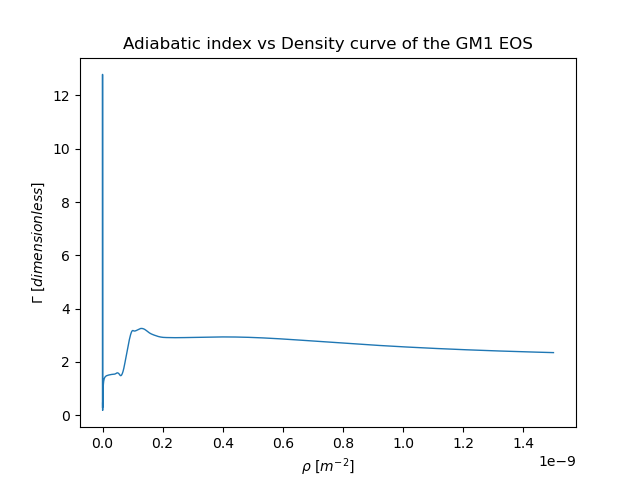 Adiabatic index vs Density curve of the GM1 EOS
12
10
8
6
4
2
0
Γ [dimensionless]
0.0 0.2 0.4 0.6 0.8 1.0 1.2 1.4
1e−9
ρ [m⁻²]